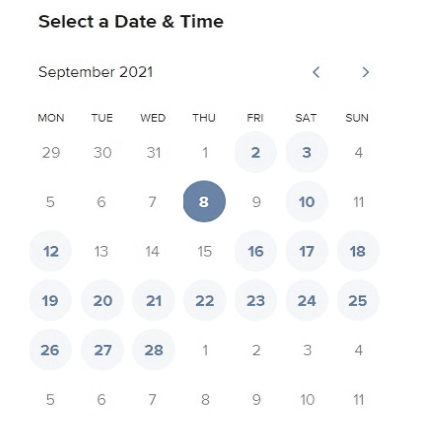 Select a Date & Time
September 2021
MON TUE WED THU FRI SAT SUN
29 30 31 1 2 3 4
5 6 7 8 9 10 11
12 13 14 15 16 17 18
19 20 21 22 23 24 25
26 27 28 1 2 3 4
5 6 7 8 9 10 11